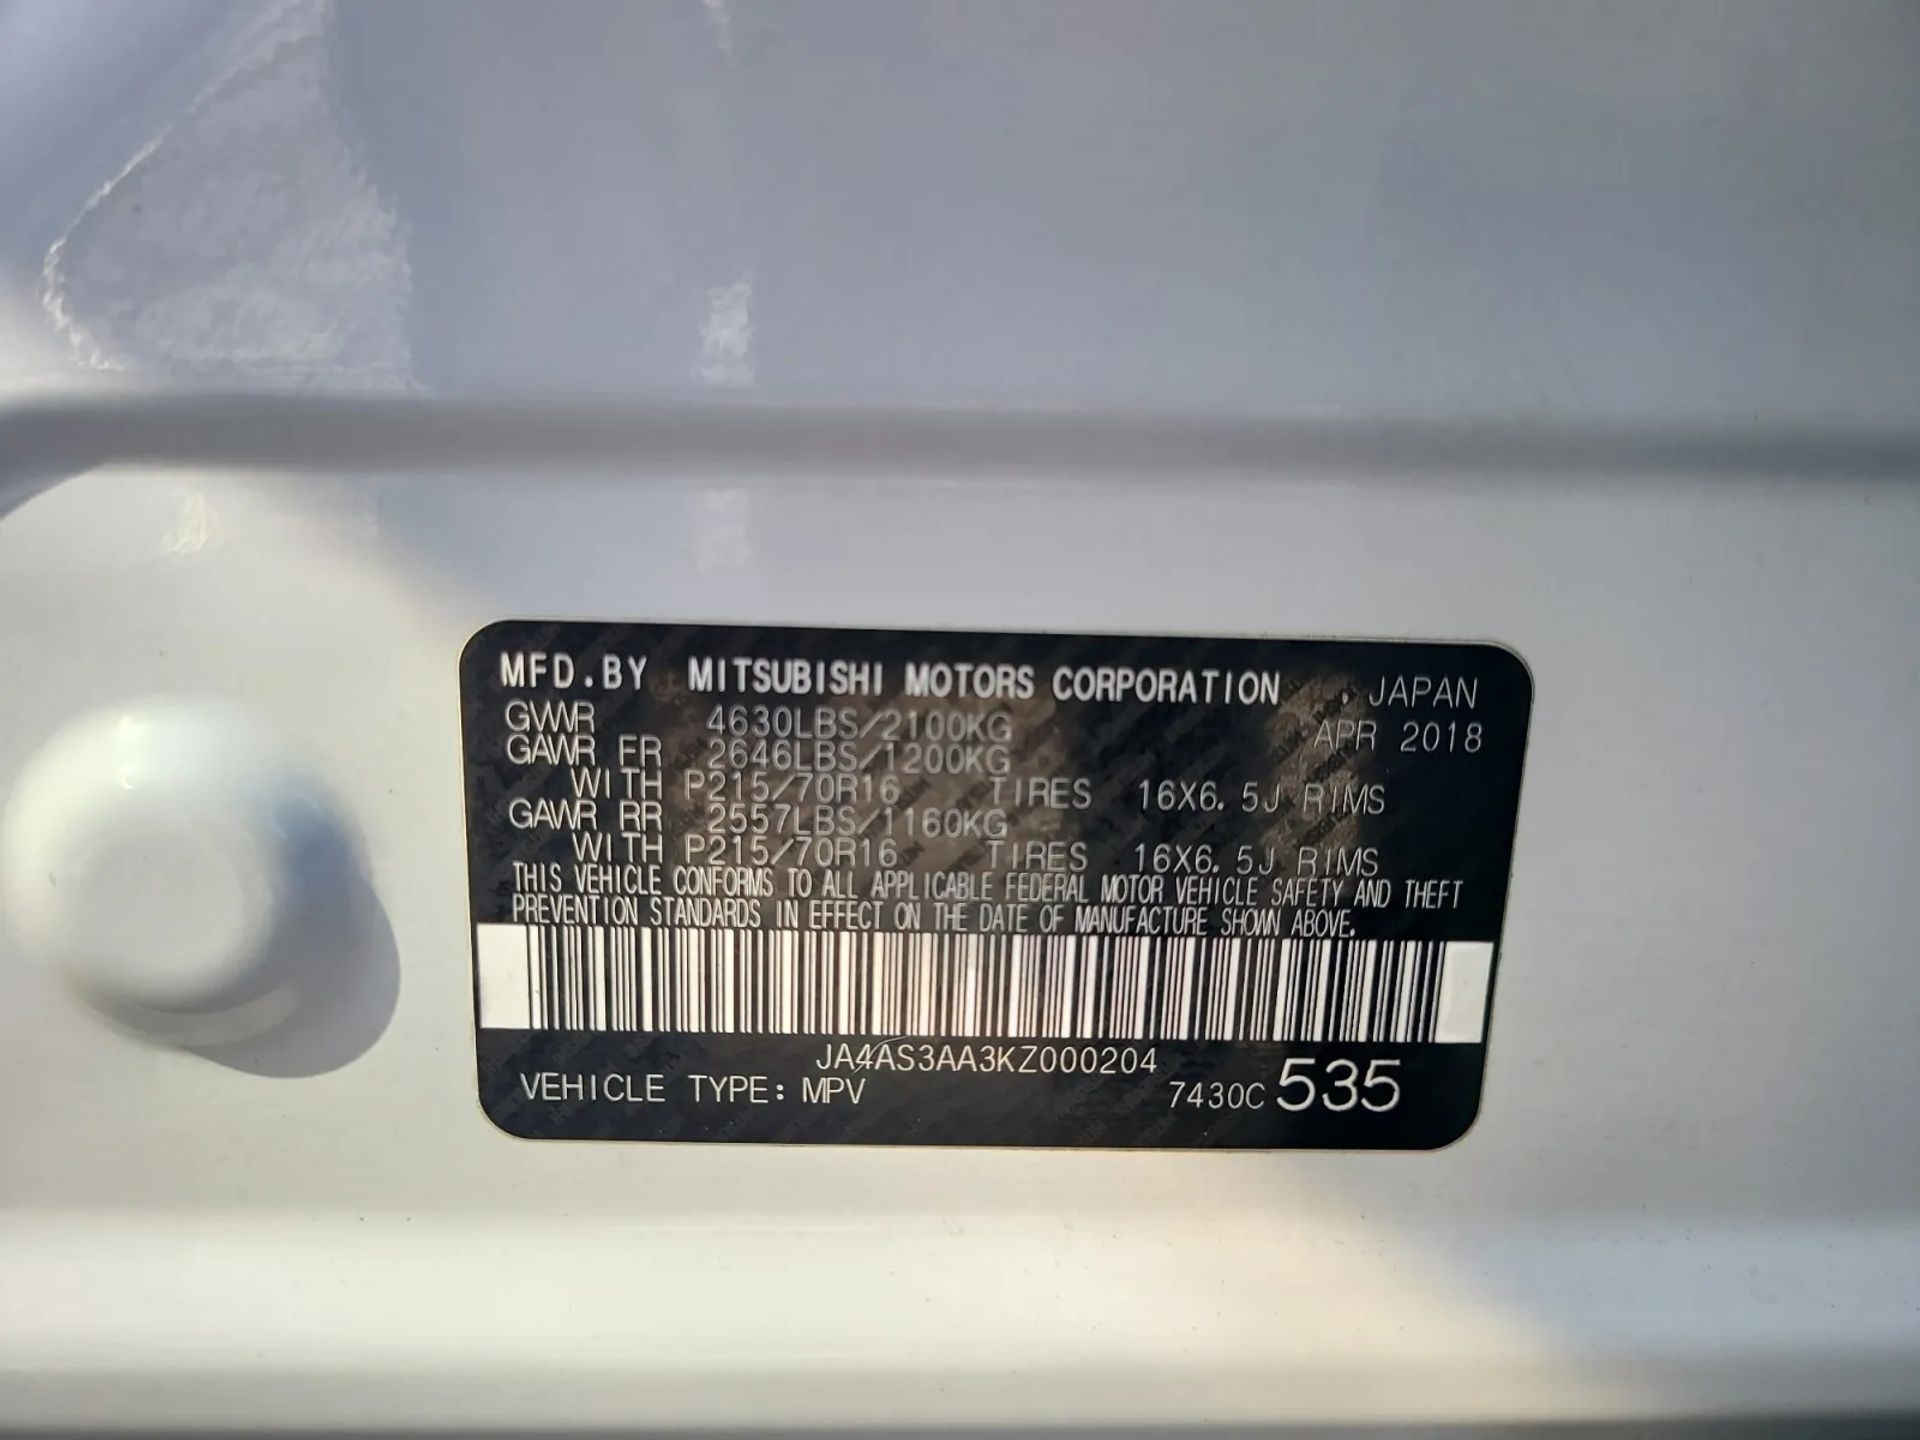 MFD.BY MITSUBISHI MOTORS CORPORATION , JAPAN
GVWR 4630LBS/2100KG APR 2018
GAWR FR 2646LBS/1200KG
WITH P215/70R16 TIRES 16X6.5J RIMS
GAWR RR 2557LBS/1160KG
WITH P215/70R16 TIRES 16X6.5J RIMS
THIS VEHICLE CONFORMS TO ALL APPLICABLE FEDERAL MOTOR VEHICLE SAFETY AND THEFT
PREVENTION STANDARDS IN EFFECT ON THE DATE OF MANUFACTURE SHOWN ABOVE.
JA4AS3AA3KZ000204
VEHICLE TYPE: MPV 7430C 535